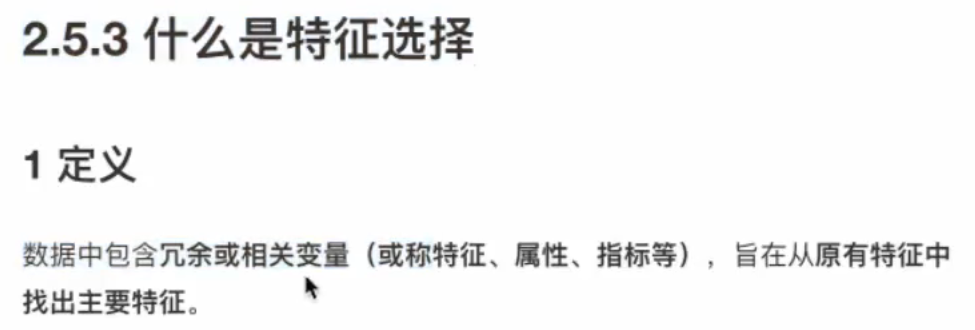 2.5.3 什么是特征选择
1 定义
数据中包含冗余或相关变量（或称特征、属性、指标等），旨在从原有特征中
找出主要特征。